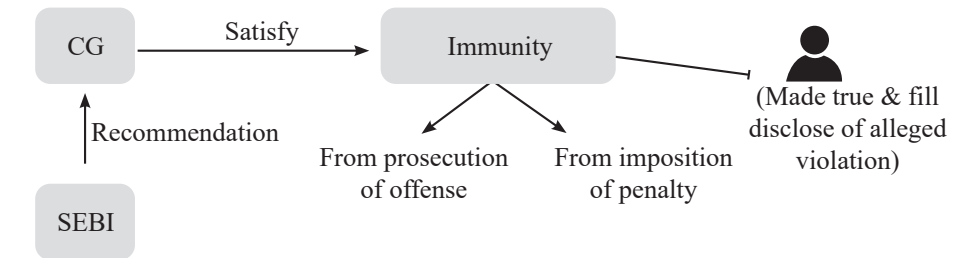 CG
Satisfy
Immunity
(Made true & fill
disclose of alleged
violation)
Recommendation
From prosecution
of offense
From imposition
of penalty
SEBI